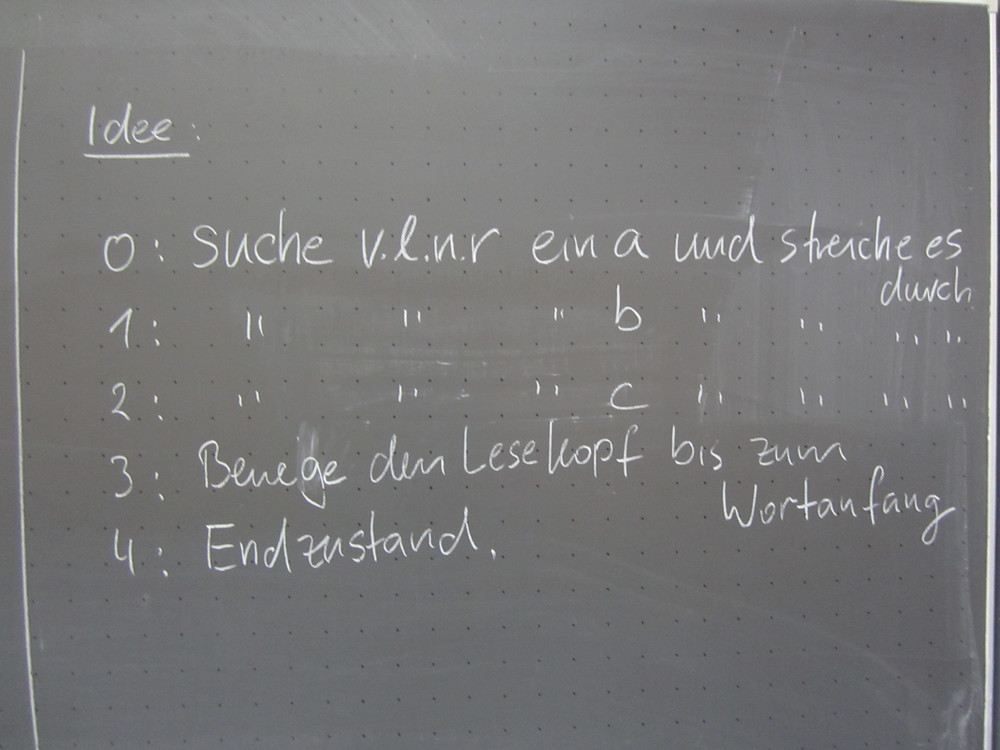 Idee:
0: suche v.l.n.r ein a und streiche es
durch
1: " " " b " " " "
2: " " " c " " " "
3: Bewege den Lesekopf bis zum
Wortanfang
4: Endzustand.